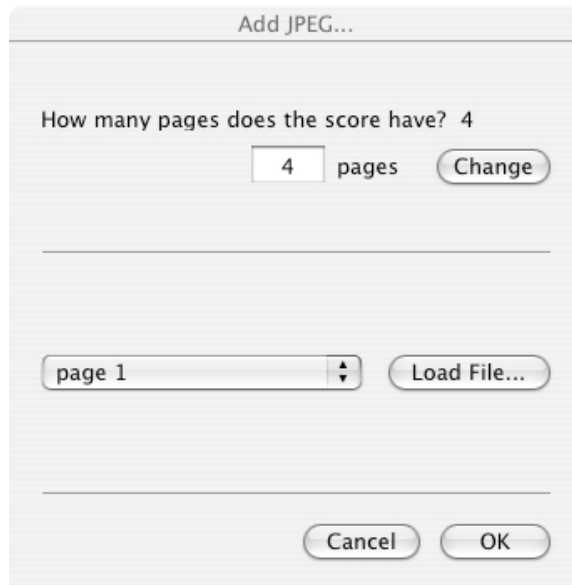 Add JPEG...
How many pages does the score have? 4
4 pages Change
page 1 Load File...
Cancel OK